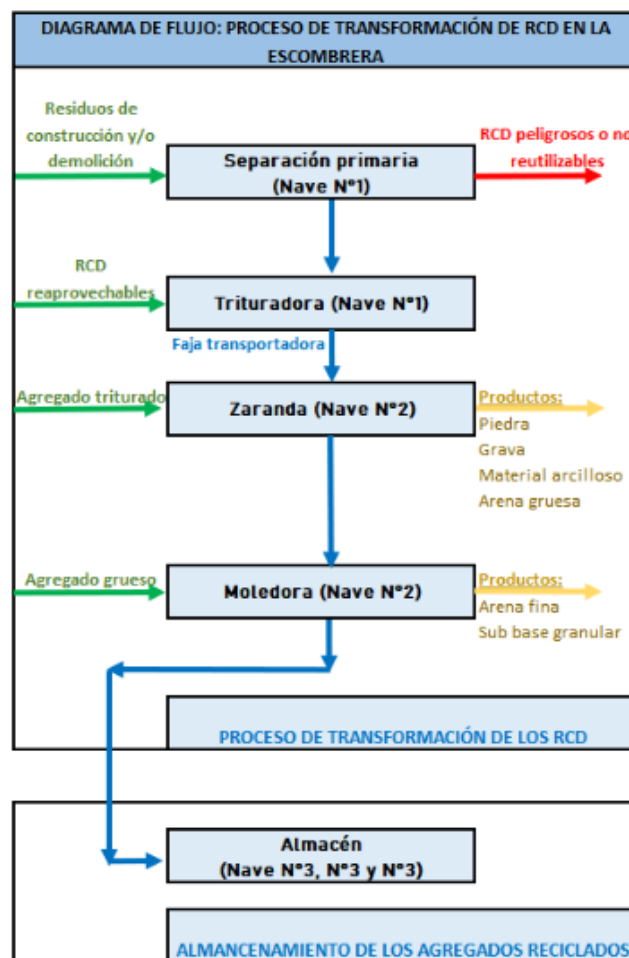 DIAGRAMA DE FLUJO: PROCESO DE TRANSFORMACIÓN DE RCD EN LA
ESCOMBRERA
Residuos de
construcción y/o
demolición
Separación primaria
(Nave N°1)
RCD peligrosos o no
reutilizables
RCD
reaprovechables
Trituradora (Nave N°1)
Faja transportadora
Agregado triturado
Zaranda (Nave N°2)
Productos:
Piedra
Grava
Material arcilloso
Arena gruesa
Agregado grueso
Moledora (Nave N°2)
Productos:
Arena fina
Sub base granular
PROCESO DE TRANSFORMACIÓN DE LOS RCD
Almacén
(Nave N°3, N°3 y N°3)
ALMANCENAMIENTO DE LOS AGREGADOS RECICLADOS